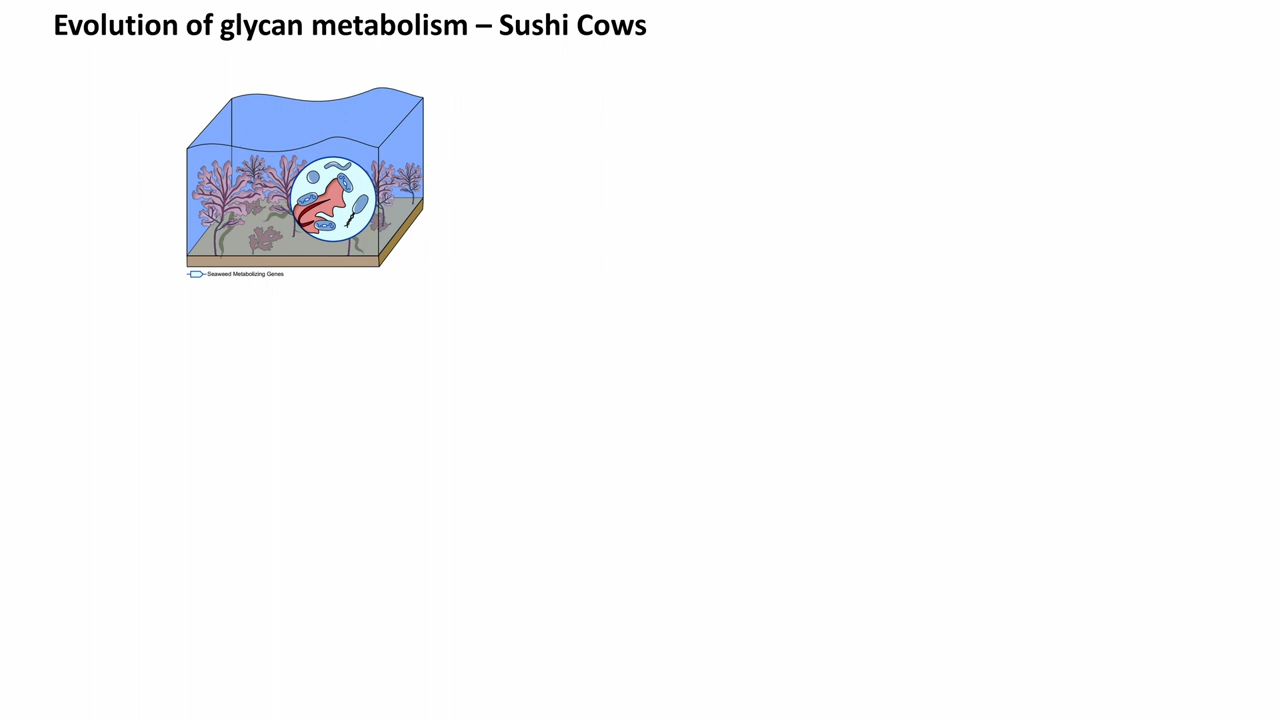 Evolution of glycan metabolism – Sushi Cows
Seaweed Metabolizing Genes